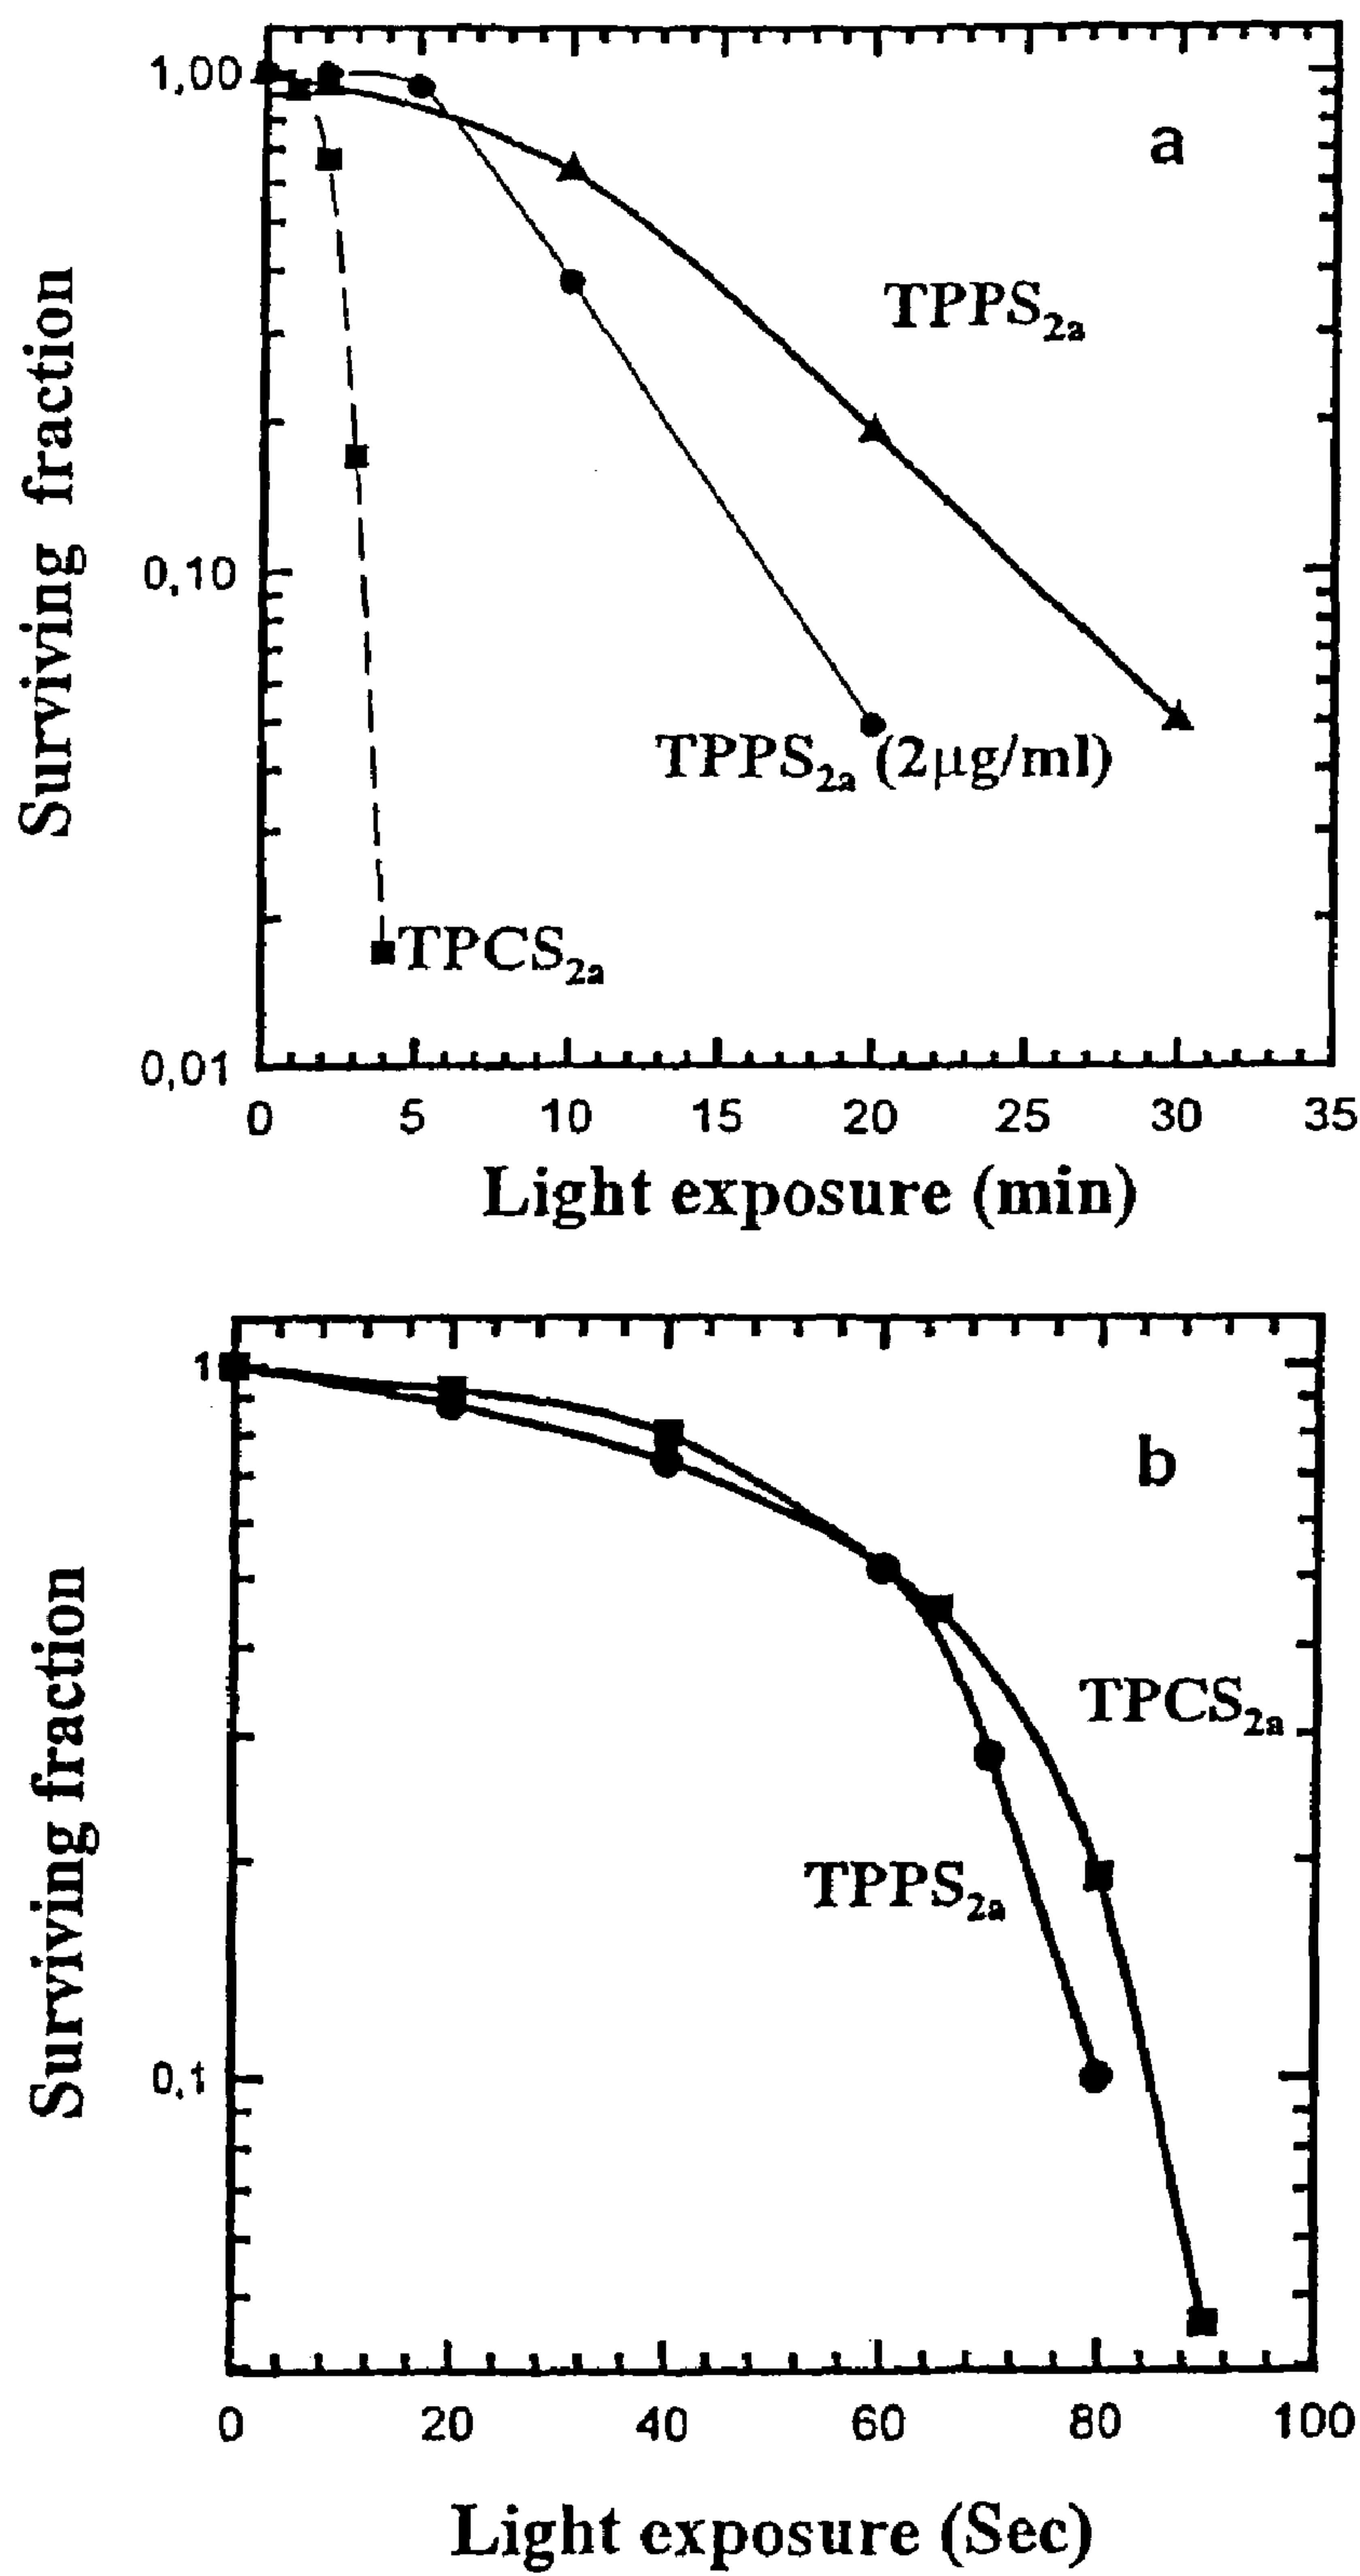 1,00
a
TPPS2a
Surviving fraction
0,10
TPPS2a (2µg/ml)
TPCS2a
0,01
0 5 10 15 20 25 30 35
Light exposure (min)
1
b
TPCS2a
Surviving fraction
TPPS2a
0,1
0 20 40 60 80 100
Light exposure (Sec)